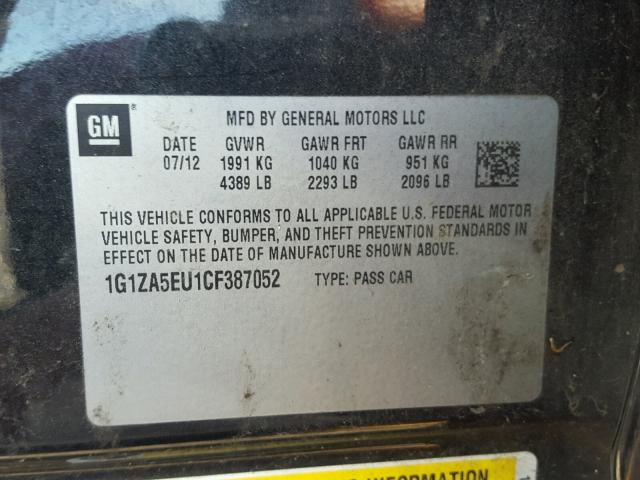 GM
MFD BY GENERAL MOTORS LLC
DATE GVWR GAWR FRT GAWR RR
07/12 1991 KG 1040 KG 951 KG
4389 LB 2293 LB 2096 LB
THIS VEHICLE CONFORMS TO ALL APPLICABLE U.S. FEDERAL MOTOR
VEHICLE SAFETY, BUMPER, AND THEFT PREVENTION STANDARDS IN
EFFECT ON THE DATE OF MANUFACTURE SHOWN ABOVE.
1G1ZA5EU1CF387052 TYPE: PASS CAR
INFORMATION